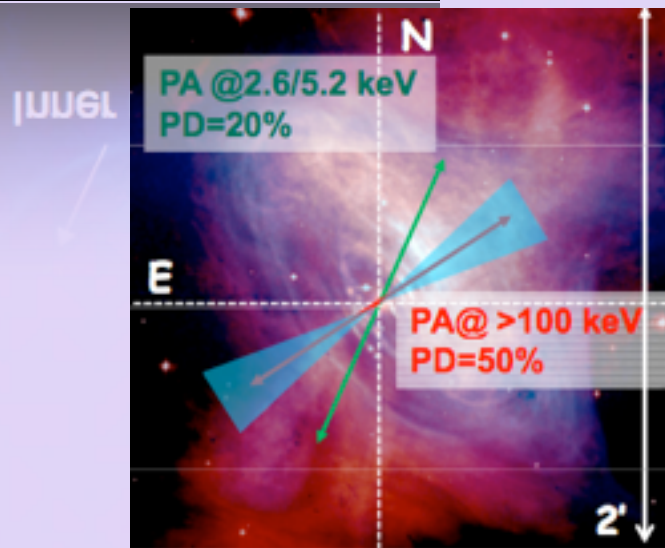 Inner
N
PA @2.6/5.2 keV
PD=20%
E
PA@ >100 keV
PD=50%
2'